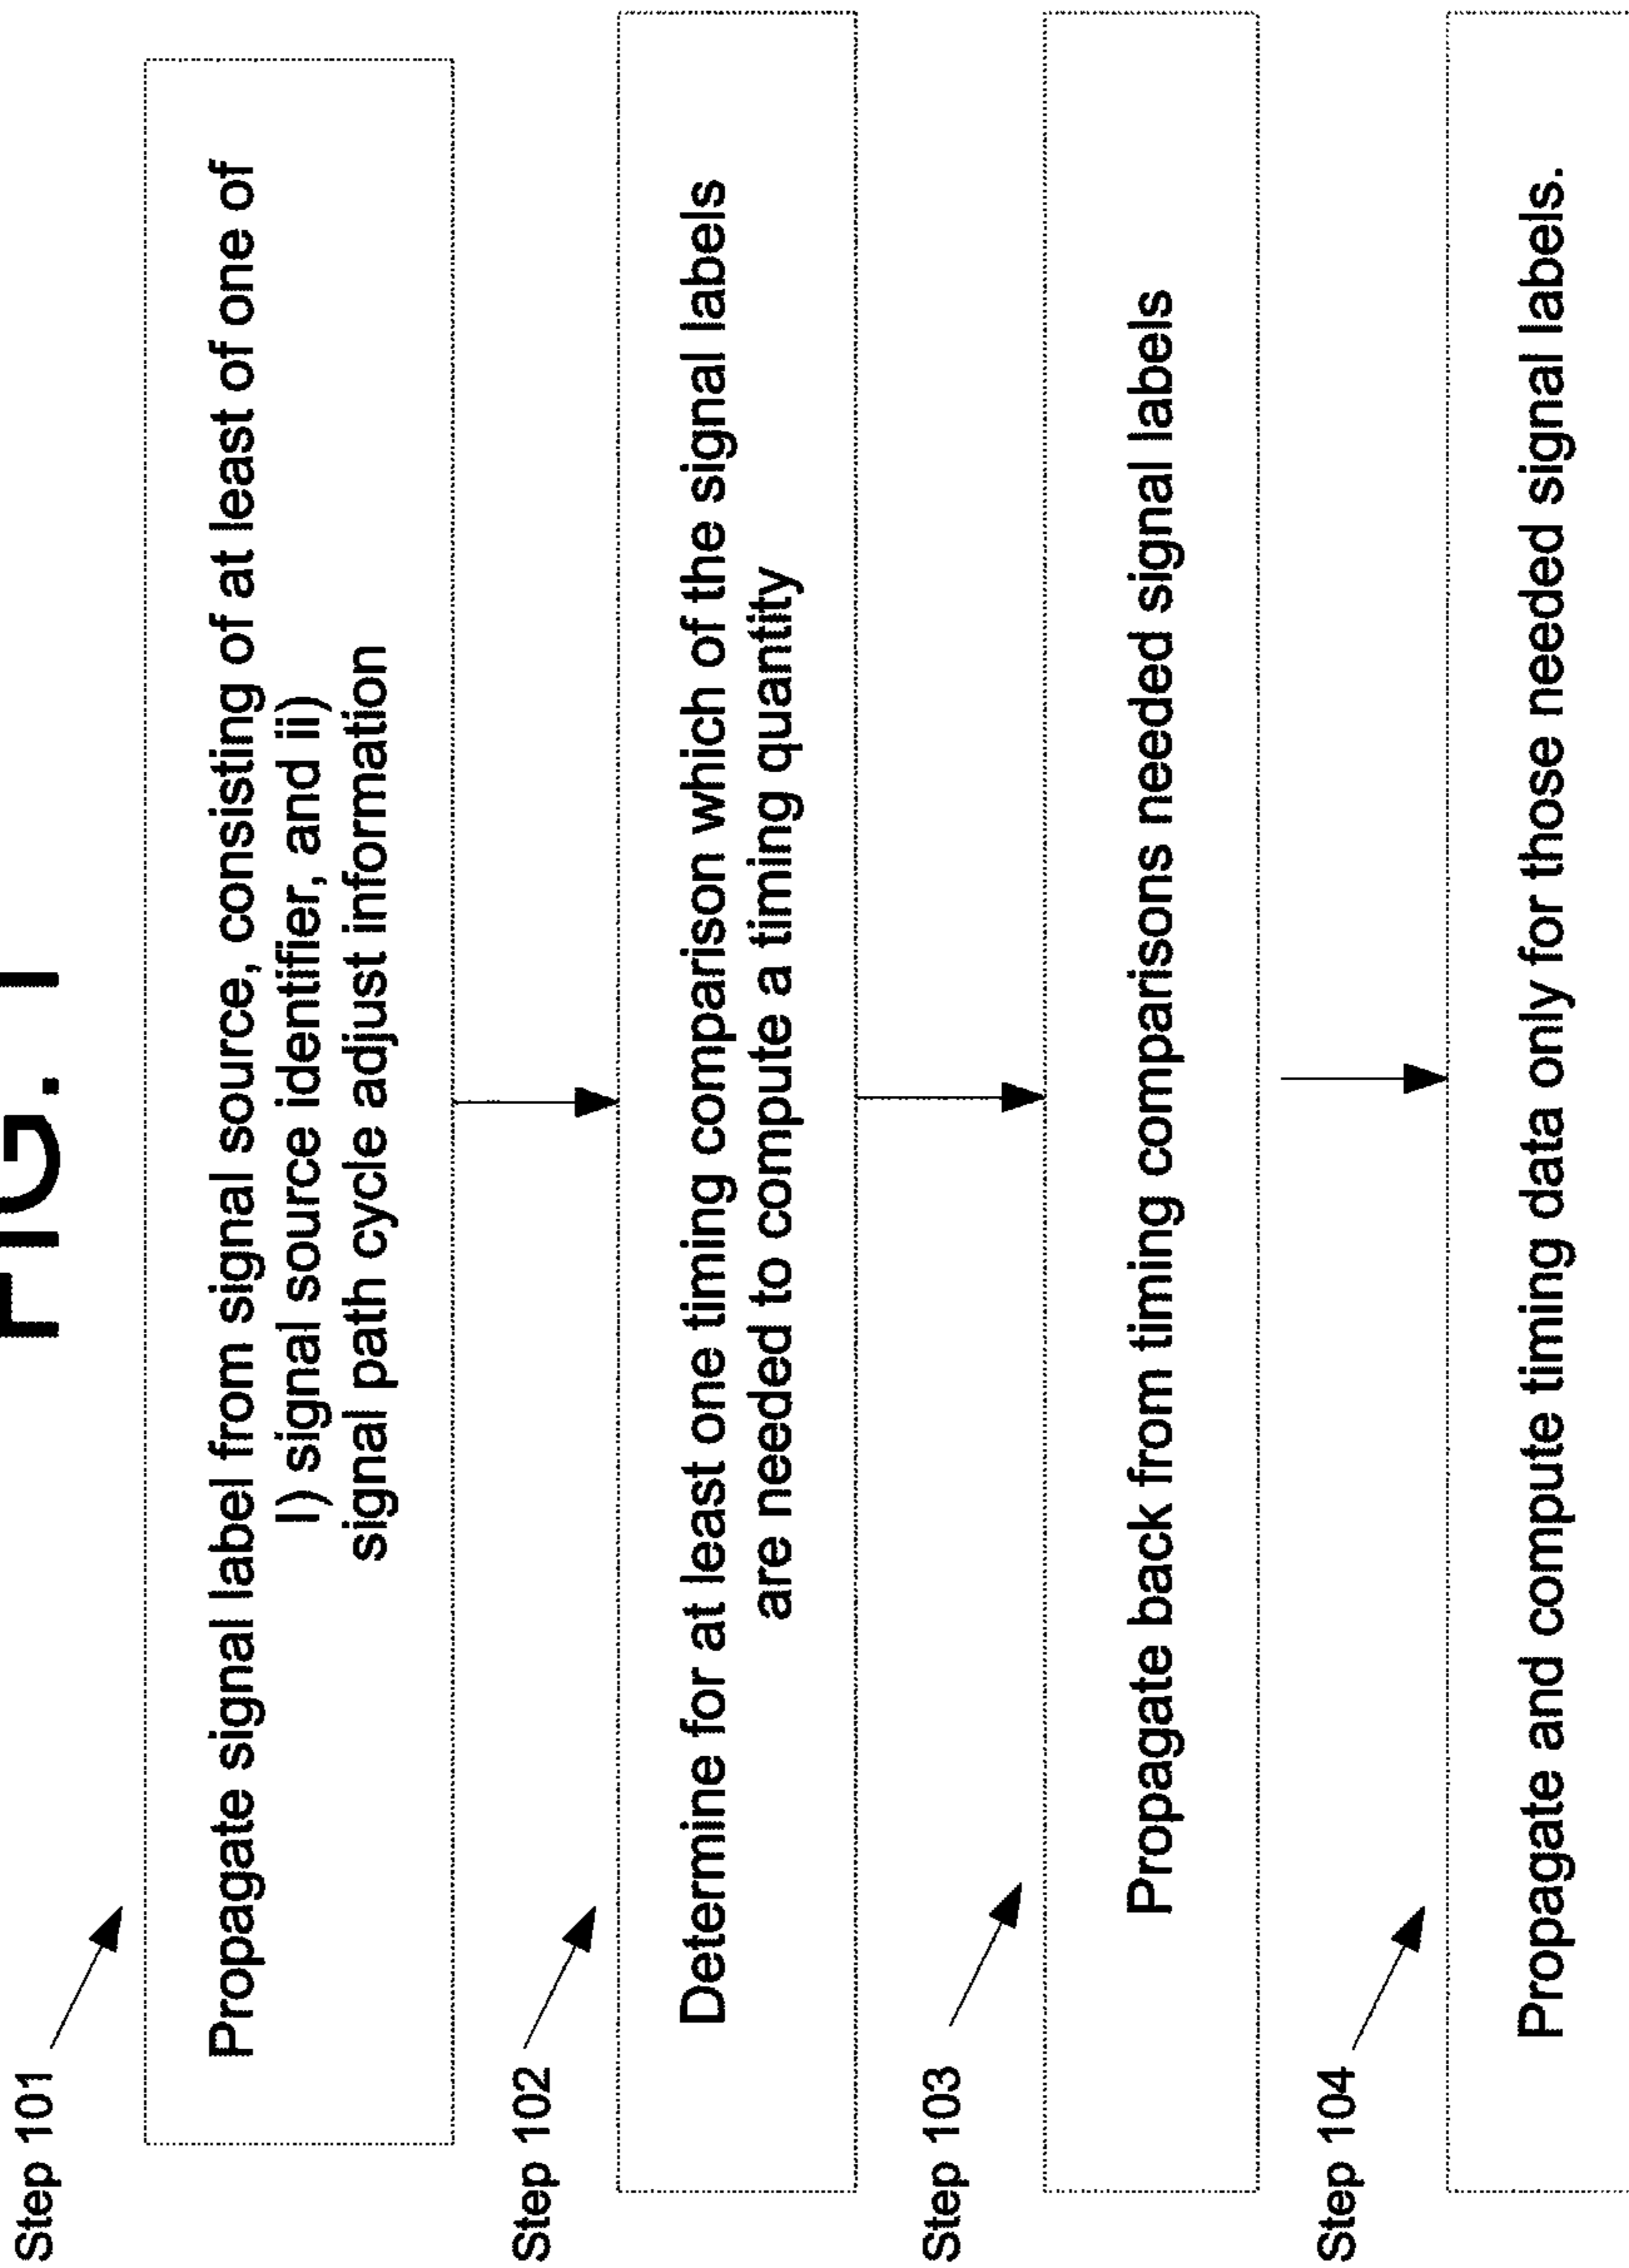 FIG. 1
Step 101
Propagate signal label from signal source, consisting of at least of one of
I) signal source identifier, and ii)
signal path cycle adjust information
Step 102
Determine for at least one timing comparison which of the signal labels
are needed to compute a timing quantity
Step 103
Propagate back from timing comparisons needed signal labels
Step 104
Propagate and compute timing data only for those needed signal labels.